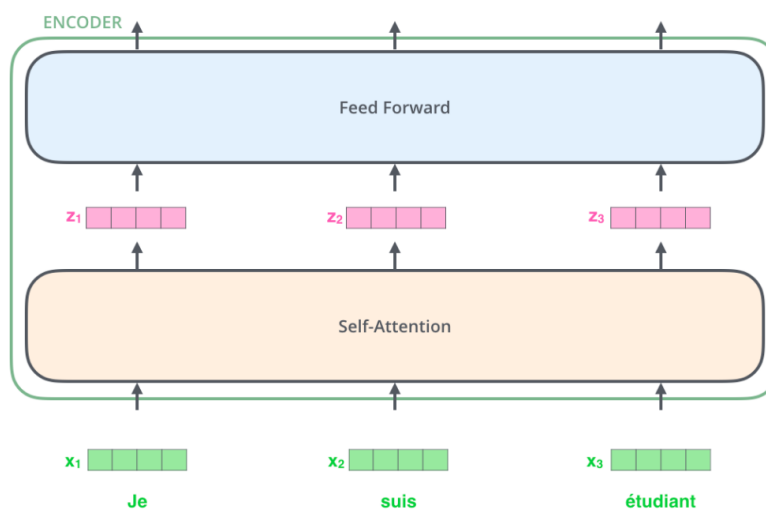 ENCODER
Feed Forward
z₁ z₂ z₃
Self-Attention
x₁ x₂ x₃
Je suis étudiant